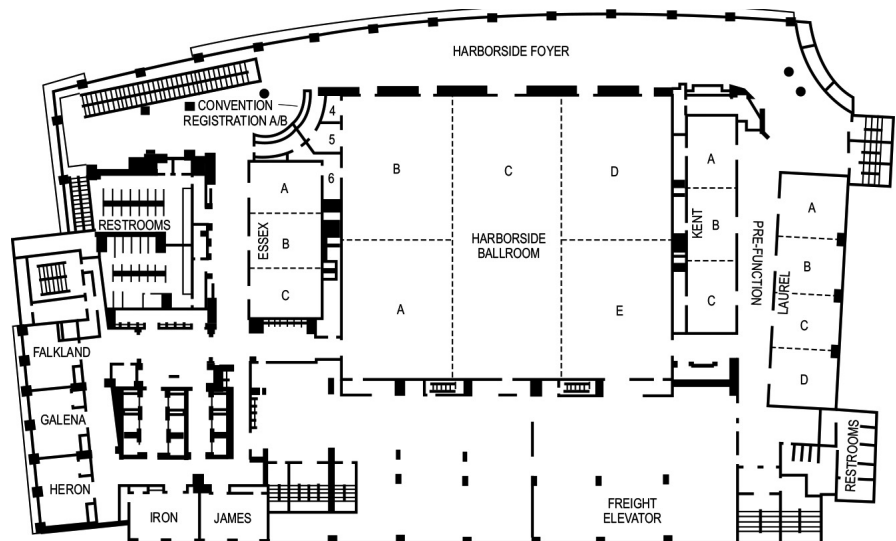 HARBORSIDE FOYER
CONVENTION
REGISTRATION A/B
4
5
6
A
B
C
ESSEX
B
C
D
HARBORSIDE
BALLROOM
A
E
A
B
C
KENT
PRE-FUNCTION
A
B
C
D
LAUREL
RESTROOMS
FALKLAND
GALENA
HERON
IRON
JAMES
FREIGHT
ELEVATOR
RESTROOMS